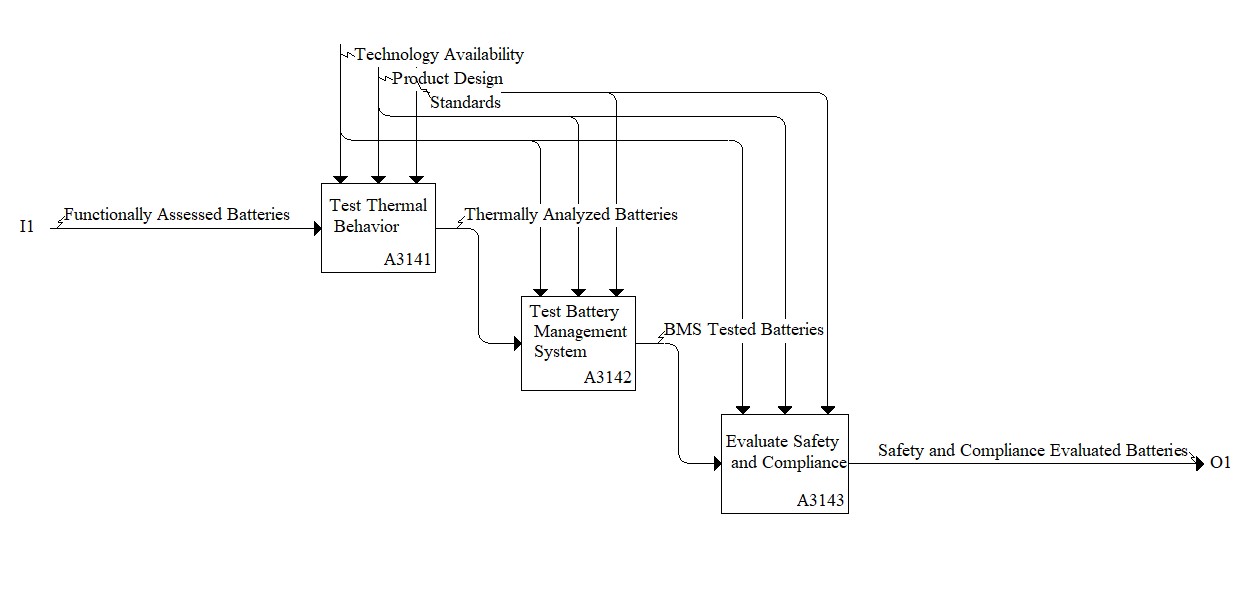 Technology Availability
Product Design
Standards
I1
Functionally Assessed Batteries
Test Thermal
Behavior
A3141
Thermally Analyzed Batteries
Test Battery
Management
System
A3142
BMS Tested Batteries
Evaluate Safety
and Compliance
A3143
Safety and Compliance Evaluated Batteries
O1